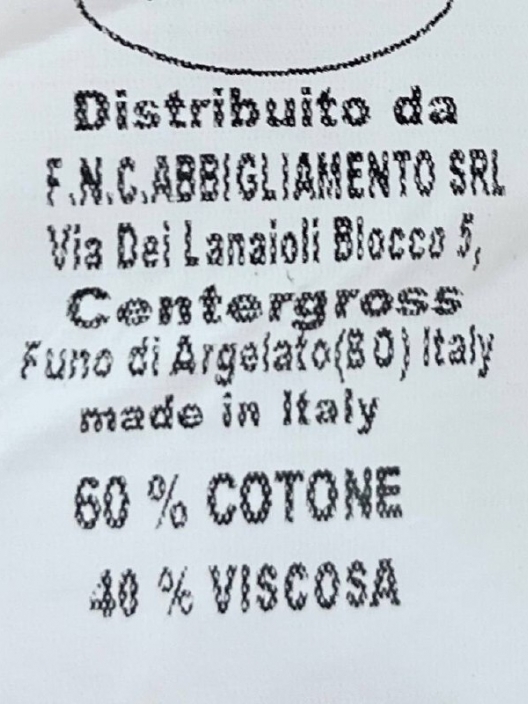 Distribuito da
F.N.C.ABBIGLIAMENTO SRL
Via Dei Lanaioli Blocco 5,
Centergross
Funo di Argelato(BO) Italy
made in Italy
60 % COTONE
40 % VISCOSA